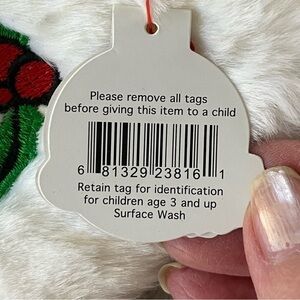 Please remove all tags
before giving this item to a child
6 81329 23816 1
Retain tag for identification
for children age 3 and up
Surface Wash